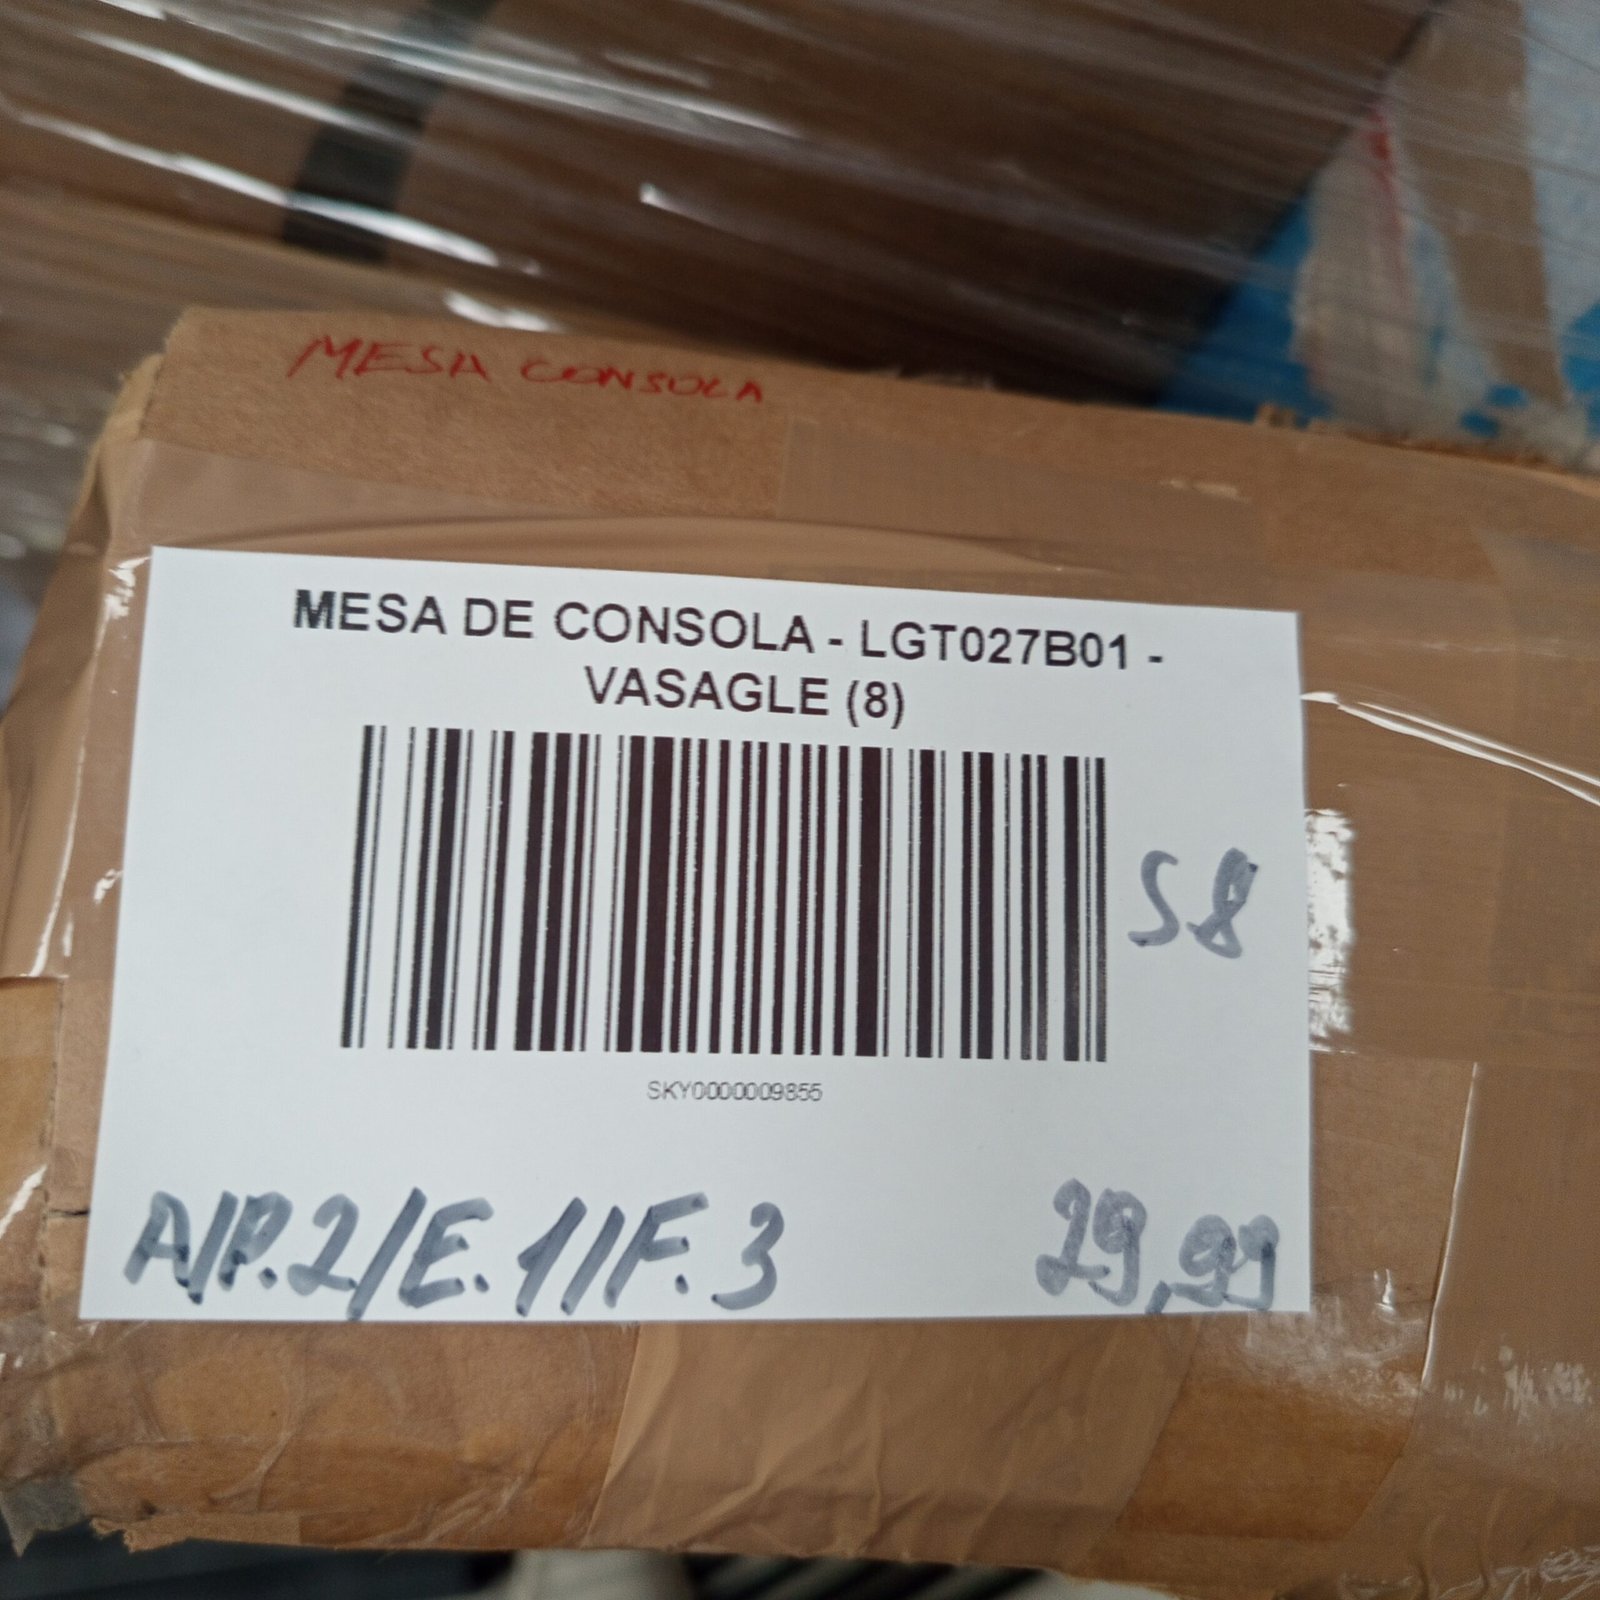 MESA CONSOLA
MESA DE CONSOLA - LGT027B01 -
VASAGLE (8)
S8
SKY0000009855
A/P.2/E.1//F.3
29,99